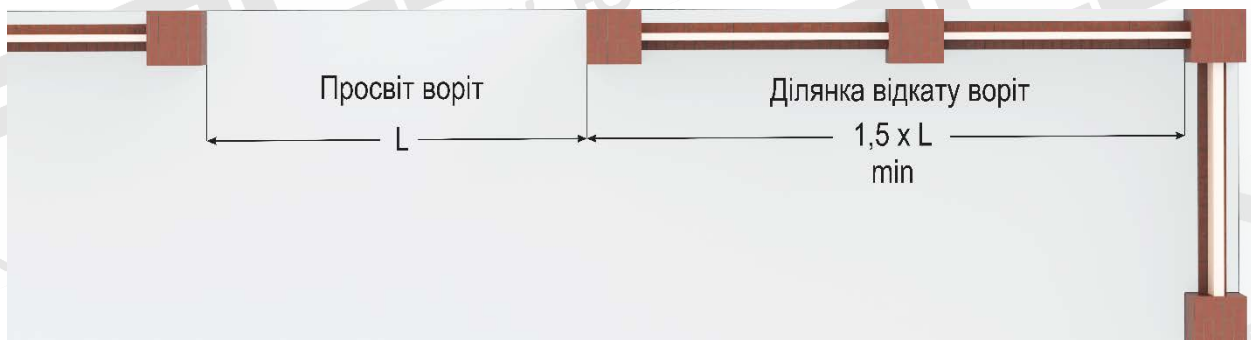 Просвіт воріт
L
Ділянка відкату воріт
1,5 x L
min